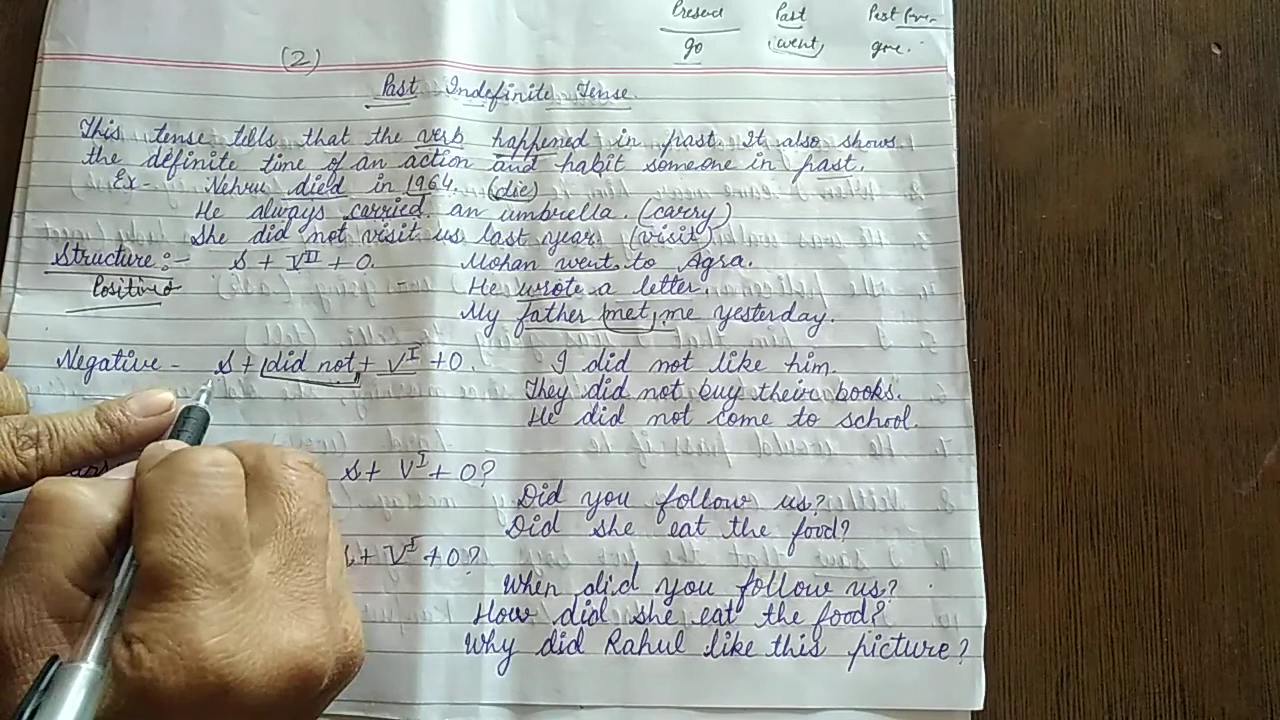 Present Past Past
go went gone.
(2)
Past Indefinite Tense.
This tense tells that the verb happened in past. It also shows
the definite time of an action and habit someone in past.
Ex- Nehru died in 1964. (die)
He always carried an umbrella. (carry)
She did not visit us last year (visit)
Structure:- S + V^II + O. Mohan went to Agra.
Positive He wrote a letter.
My father met me yesterday.
Negative - S + did not + V^I + O. I did not like him.
They did not buy their books.
He did not come to school.
S + V^I + O?
Did you follow us?
Did she eat the food?
+ V^I + O?
When did you follow us?
How did she eat the food?
Why did Rahul like this picture?